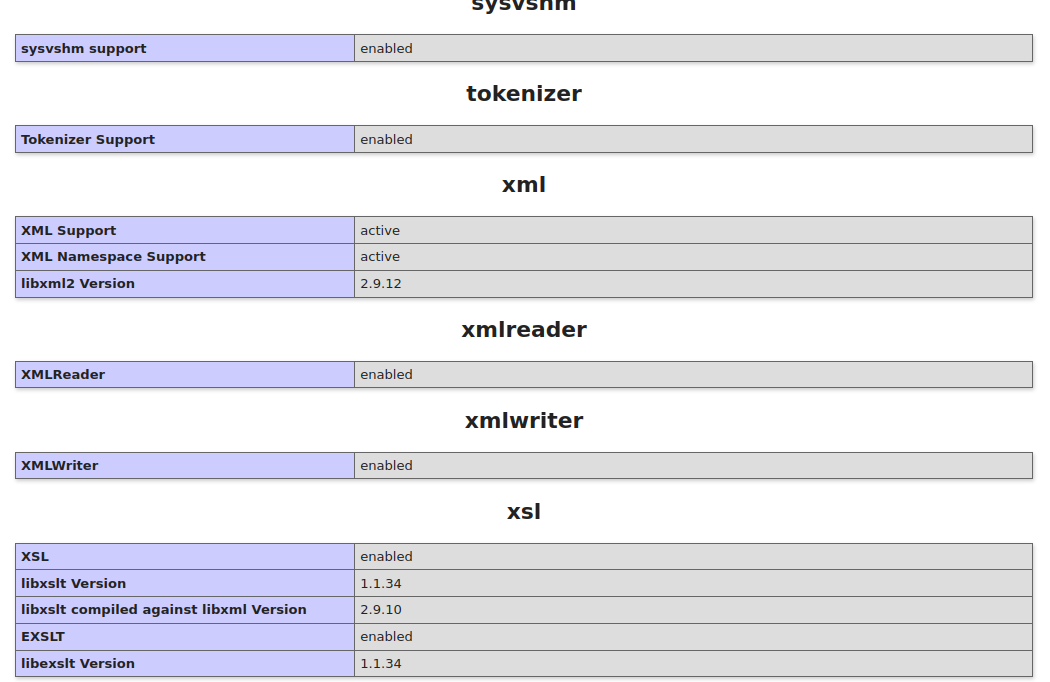 sysvshm
sysvshm support enabled
tokenizer
Tokenizer Support enabled
xml
XML Support active
XML Namespace Support active
libxml2 Version 2.9.12
xmlreader
XMLReader enabled
xmlwriter
XMLWriter enabled
xsl
XSL enabled
libxslt Version 1.1.34
libxslt compiled against libxml Version 2.9.10
EXSLT enabled
libexslt Version 1.1.34